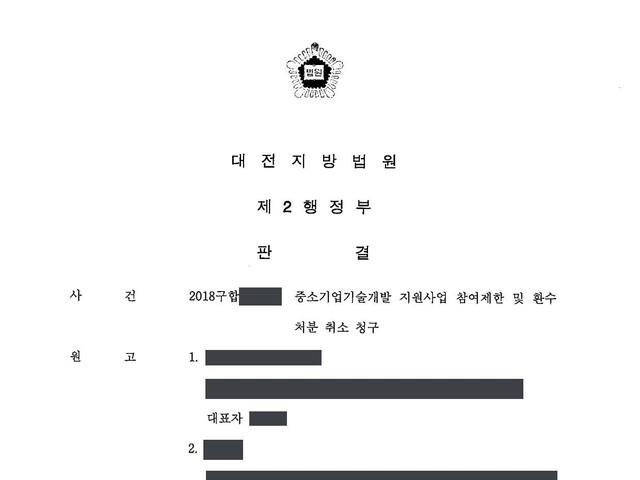 법원
대 전 지 방 법 원
제 2 행 정 부
판 결
사 건 2018구합 중소기업기술개발 지원사업 참여제한 및 환수
처분 취소 청구
원 고 1.
대표자
2.